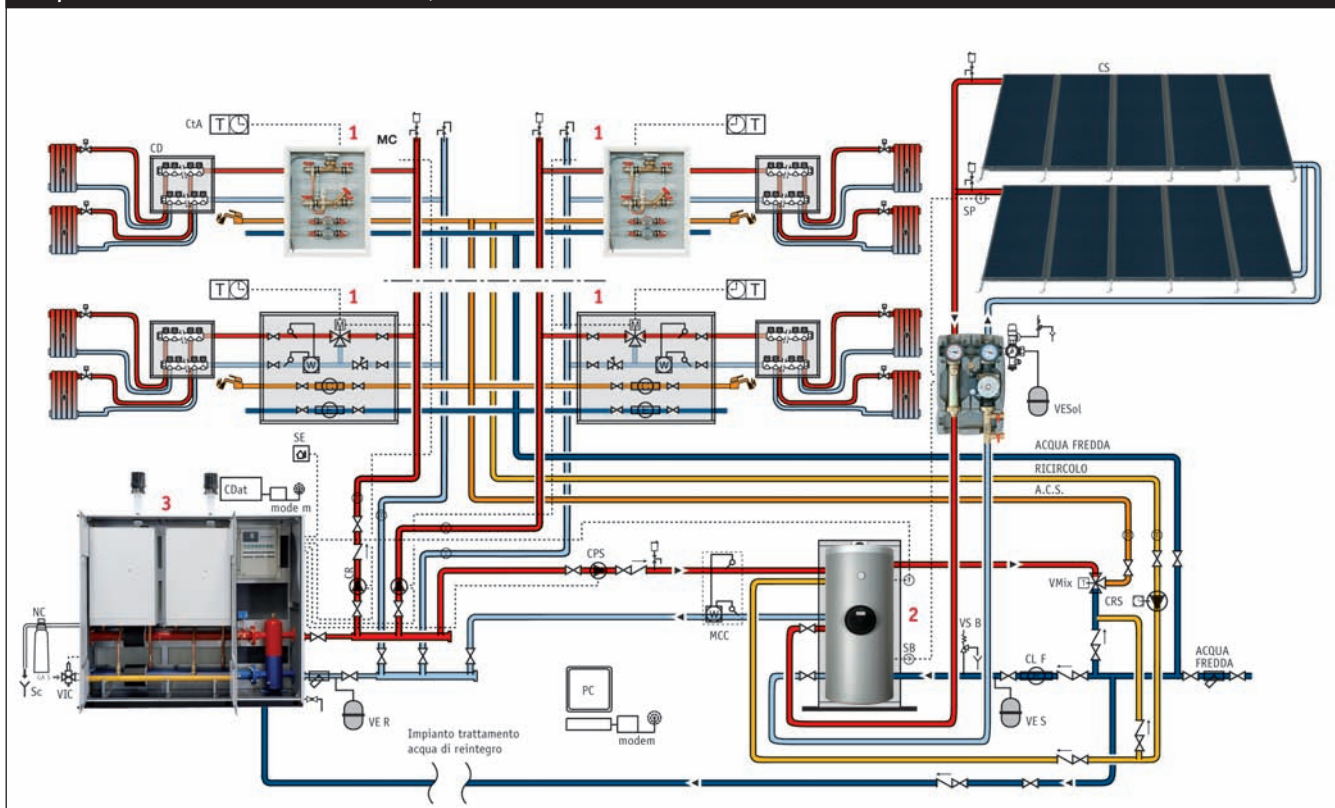 CS
CtA
T
1
MC
1
T
CD
SP
T
1
1
T
M
M
W
W
VESol
SE
ACQUA FREDDA
RICIRCOLO
A.C.S.
3
CDat
mode m
CR
CPS
VMix
CRS
NC
2
MCC
W
VS B
SB
CL F
ACQUA
FREDDA
GAS
VIC
Sc
PC
VE R
VE S
modem
Impianto trattamento
acqua di reintegro